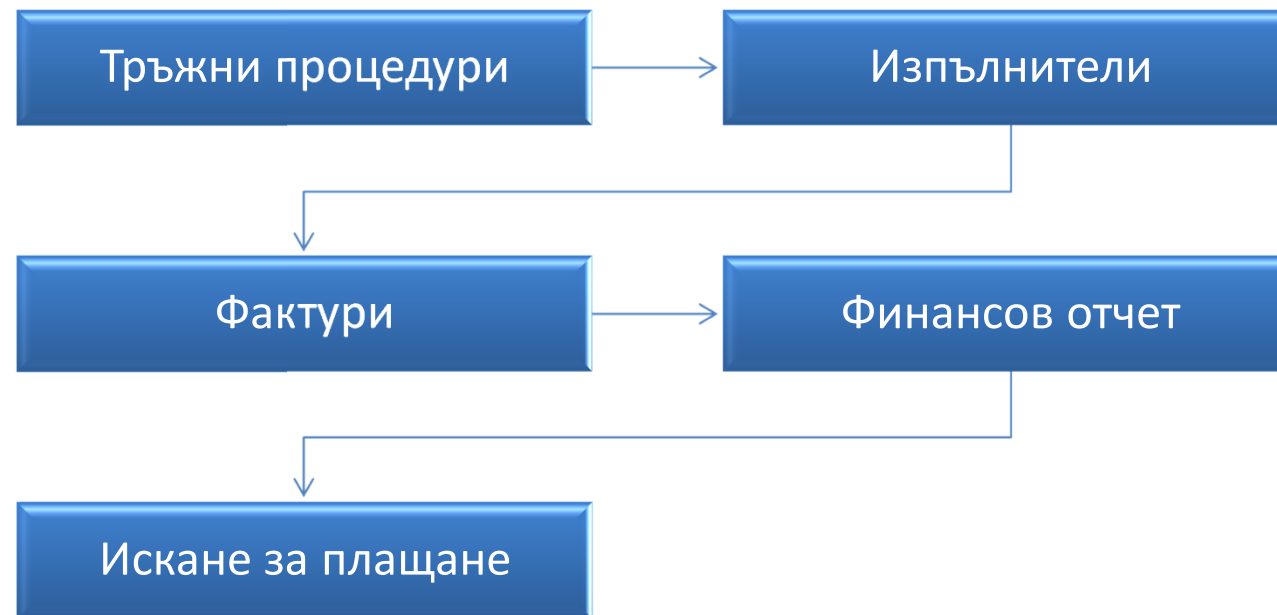 Тръжни процедури
Изпълнители
Фактури
Финансов отчет
Искане за плащане